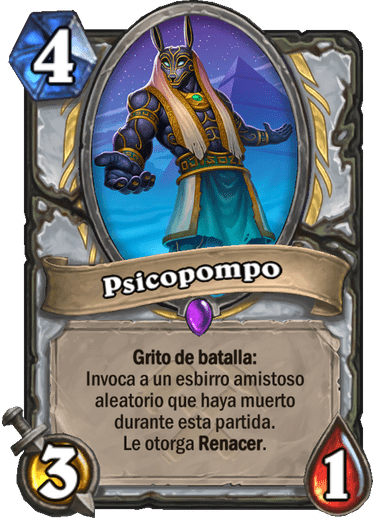 4
Psicopompo
Grito de batalla:
Invoca a un esbirro amistoso
aleatorio que haya muerto
durante esta partida.
Le otorga Renacer.
3
1